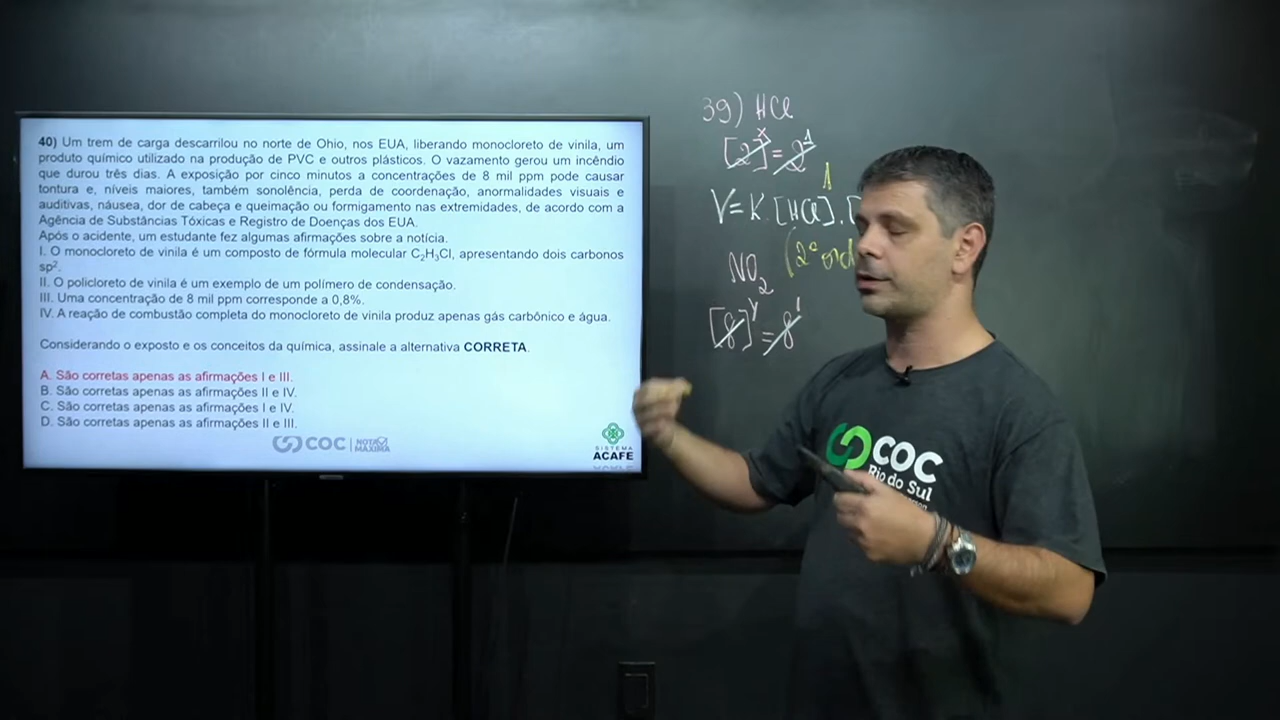 40) Um trem de carga descarrilou no norte de Ohio, nos EUA, liberando monocloreto de vinila, um
produto químico utilizado na produção de PVC e outros plásticos. O vazamento gerou um incêndio
que durou três dias. A exposição por cinco minutos a concentrações de 8 mil ppm pode causar
tontura e, níveis maiores, também sonolência, perda de coordenação, anormalidades visuais e
auditivas, náusea, dor de cabeça e queimação ou formigamento nas extremidades, de acordo com a
Agência de Substâncias Tóxicas e Registro de Doenças dos EUA.
Após o acidente, um estudante fez algumas afirmações sobre a notícia.
I. O monocloreto de vinila é um composto de fórmula molecular C₂H₃Cl, apresentando dois carbonos
sp².
II. O policloreto de vinila é um exemplo de um polímero de condensação.
III. Uma concentração de 8 mil ppm corresponde a 0,8%.
IV. A reação de combustão completa do monocloreto de vinila produz apenas gás carbônico e água.
Considerando o exposto e os conceitos da química, assinale a alternativa CORRETA.
A. São corretas apenas as afirmações I e III.
B. São corretas apenas as afirmações II e IV.
C. São corretas apenas as afirmações I e IV.
D. São corretas apenas as afirmações II e III.
COC NOTA MÁXIMA
SISTEMA
ACAFE
39) HCl
[2]ˣ = 2¹
1
V = K [HCl] . [
(2ª ord
NO₂
[8]ʸ = 8¹
COC
Rio do Sul